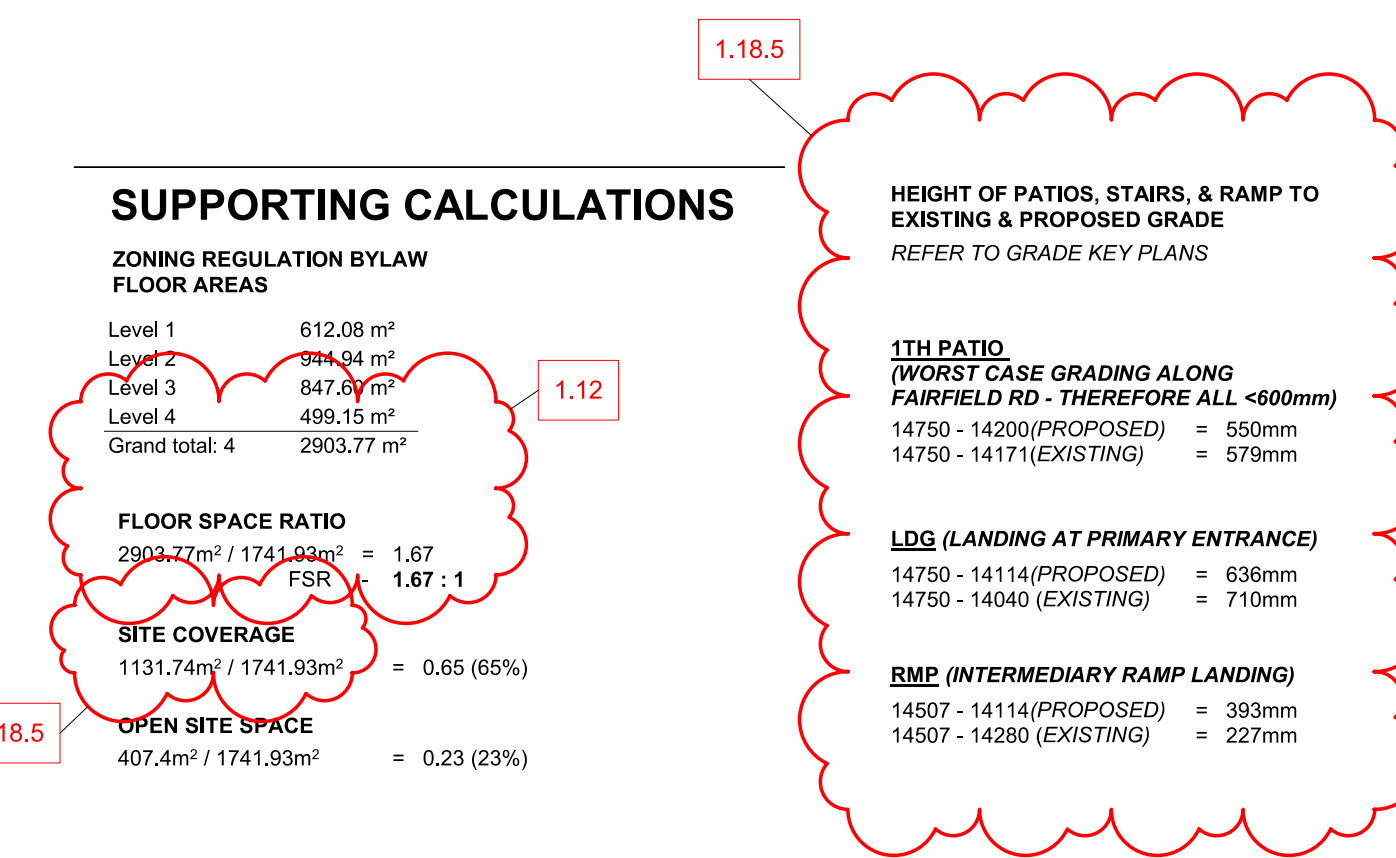 1.18.5
SUPPORTING CALCULATIONS
ZONING REGULATION BYLAW
FLOOR AREAS
Level 1 612.08 m²
Level 2 944.94 m²
Level 3 847.60 m²
Level 4 499.15 m²
Grand total: 4 2903.77 m²
1.12
FLOOR SPACE RATIO
2903.77m² / 1741.93m² = 1.67
FSR - 1.67 : 1
SITE COVERAGE
1131.74m² / 1741.93m² = 0.65 (65%)
18.5
OPEN SITE SPACE
407.4m² / 1741.93m² = 0.23 (23%)
HEIGHT OF PATIOS, STAIRS, & RAMP TO
EXISTING & PROPOSED GRADE
REFER TO GRADE KEY PLANS
1TH PATIO
(WORST CASE GRADING ALONG
FAIRFIELD RD - THEREFORE ALL <600mm)
14750 - 14200(PROPOSED) = 550mm
14750 - 14171(EXISTING) = 579mm
LDG (LANDING AT PRIMARY ENTRANCE)
14750 - 14114(PROPOSED) = 636mm
14750 - 14040 (EXISTING) = 710mm
RMP (INTERMEDIARY RAMP LANDING)
14507 - 14114(PROPOSED) = 393mm
14507 - 14280 (EXISTING) = 227mm